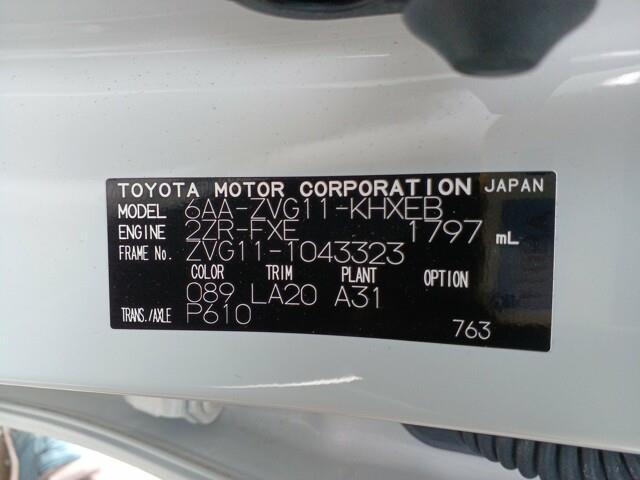 TOYOTA MOTOR CORPORATION JAPAN
MODEL 6AA-ZVG11-KHXEB
ENGINE 2ZR-FXE 1797 mL
FRAME No. ZVG11-1043323
COLOR TRIM PLANT OPTION
089 LA20 A31
TRANS./AXLE P610
763